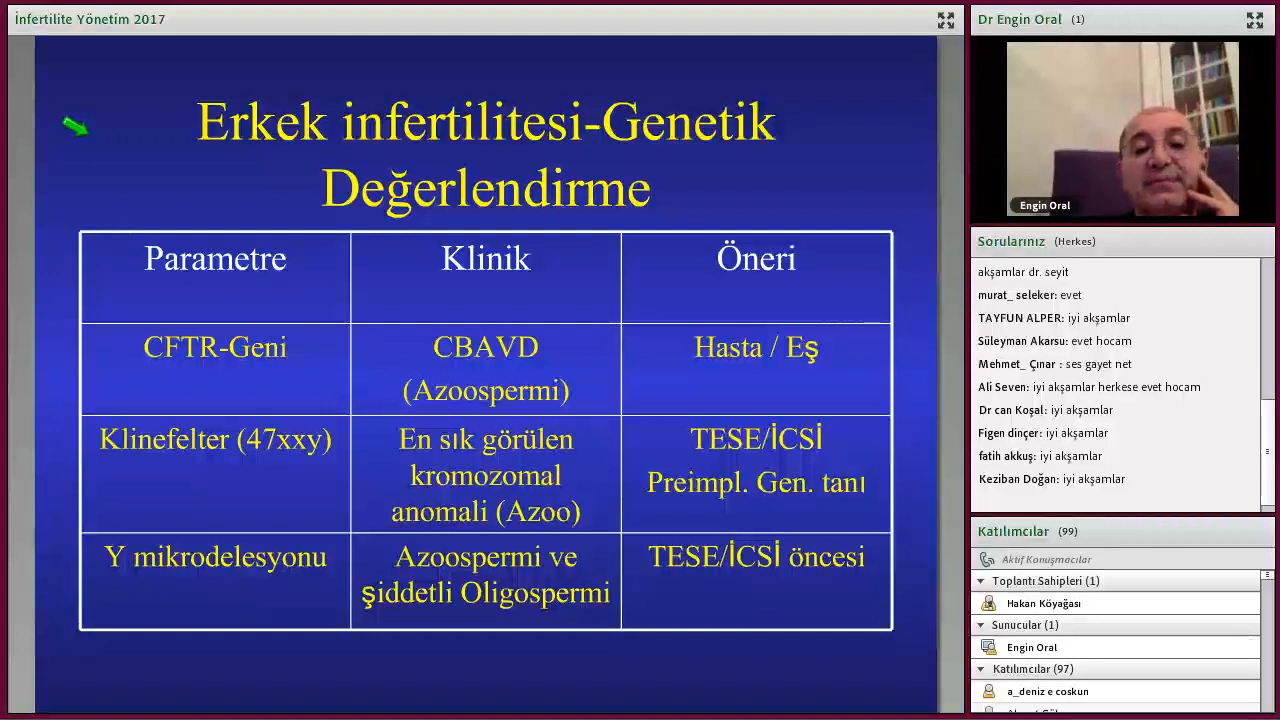 İnfertilite Yönetim 2017
Erkek infertilitesi-Genetik
Değerlendirme
Parametre
Klinik
Öneri
CFTR-Geni
CBAVD
(Azoospermi)
Hasta / Eş
Klinefelter (47xxy)
En sık görülen
kromozomal
anomali (Azoo)
TESE/İCSİ
Preimpl. Gen. tanı
Y mikrodelesyonu
Azoospermi ve
şiddetli Oligospermi
TESE/İCSİ öncesi
Dr Engin Oral (1)
Engin Oral
Sorularınız (Herkes)
akşamlar dr. seyit
murat_ seleker: evet
TAYFUN ALPER: iyi akşamlar
Süleyman Akarsu: evet hocam
Mehmet_ Çınar : ses gayet net
Ali Seven: iyi akşamlar herkese evet hocam
Dr can Koşal: iyi akşamlar
Figen dinçer: iyi akşamlar
fatih akkuş: iyi akşamlar
Keziban Doğan: iyi akşamlar
Katılımcılar (99)
Aktif Konuşmacılar
Toplantı Sahipleri (1)
Hakan Köyağası
Sunucular (1)
Engin Oral
Katılımcılar (97)
a_deniz e coskun